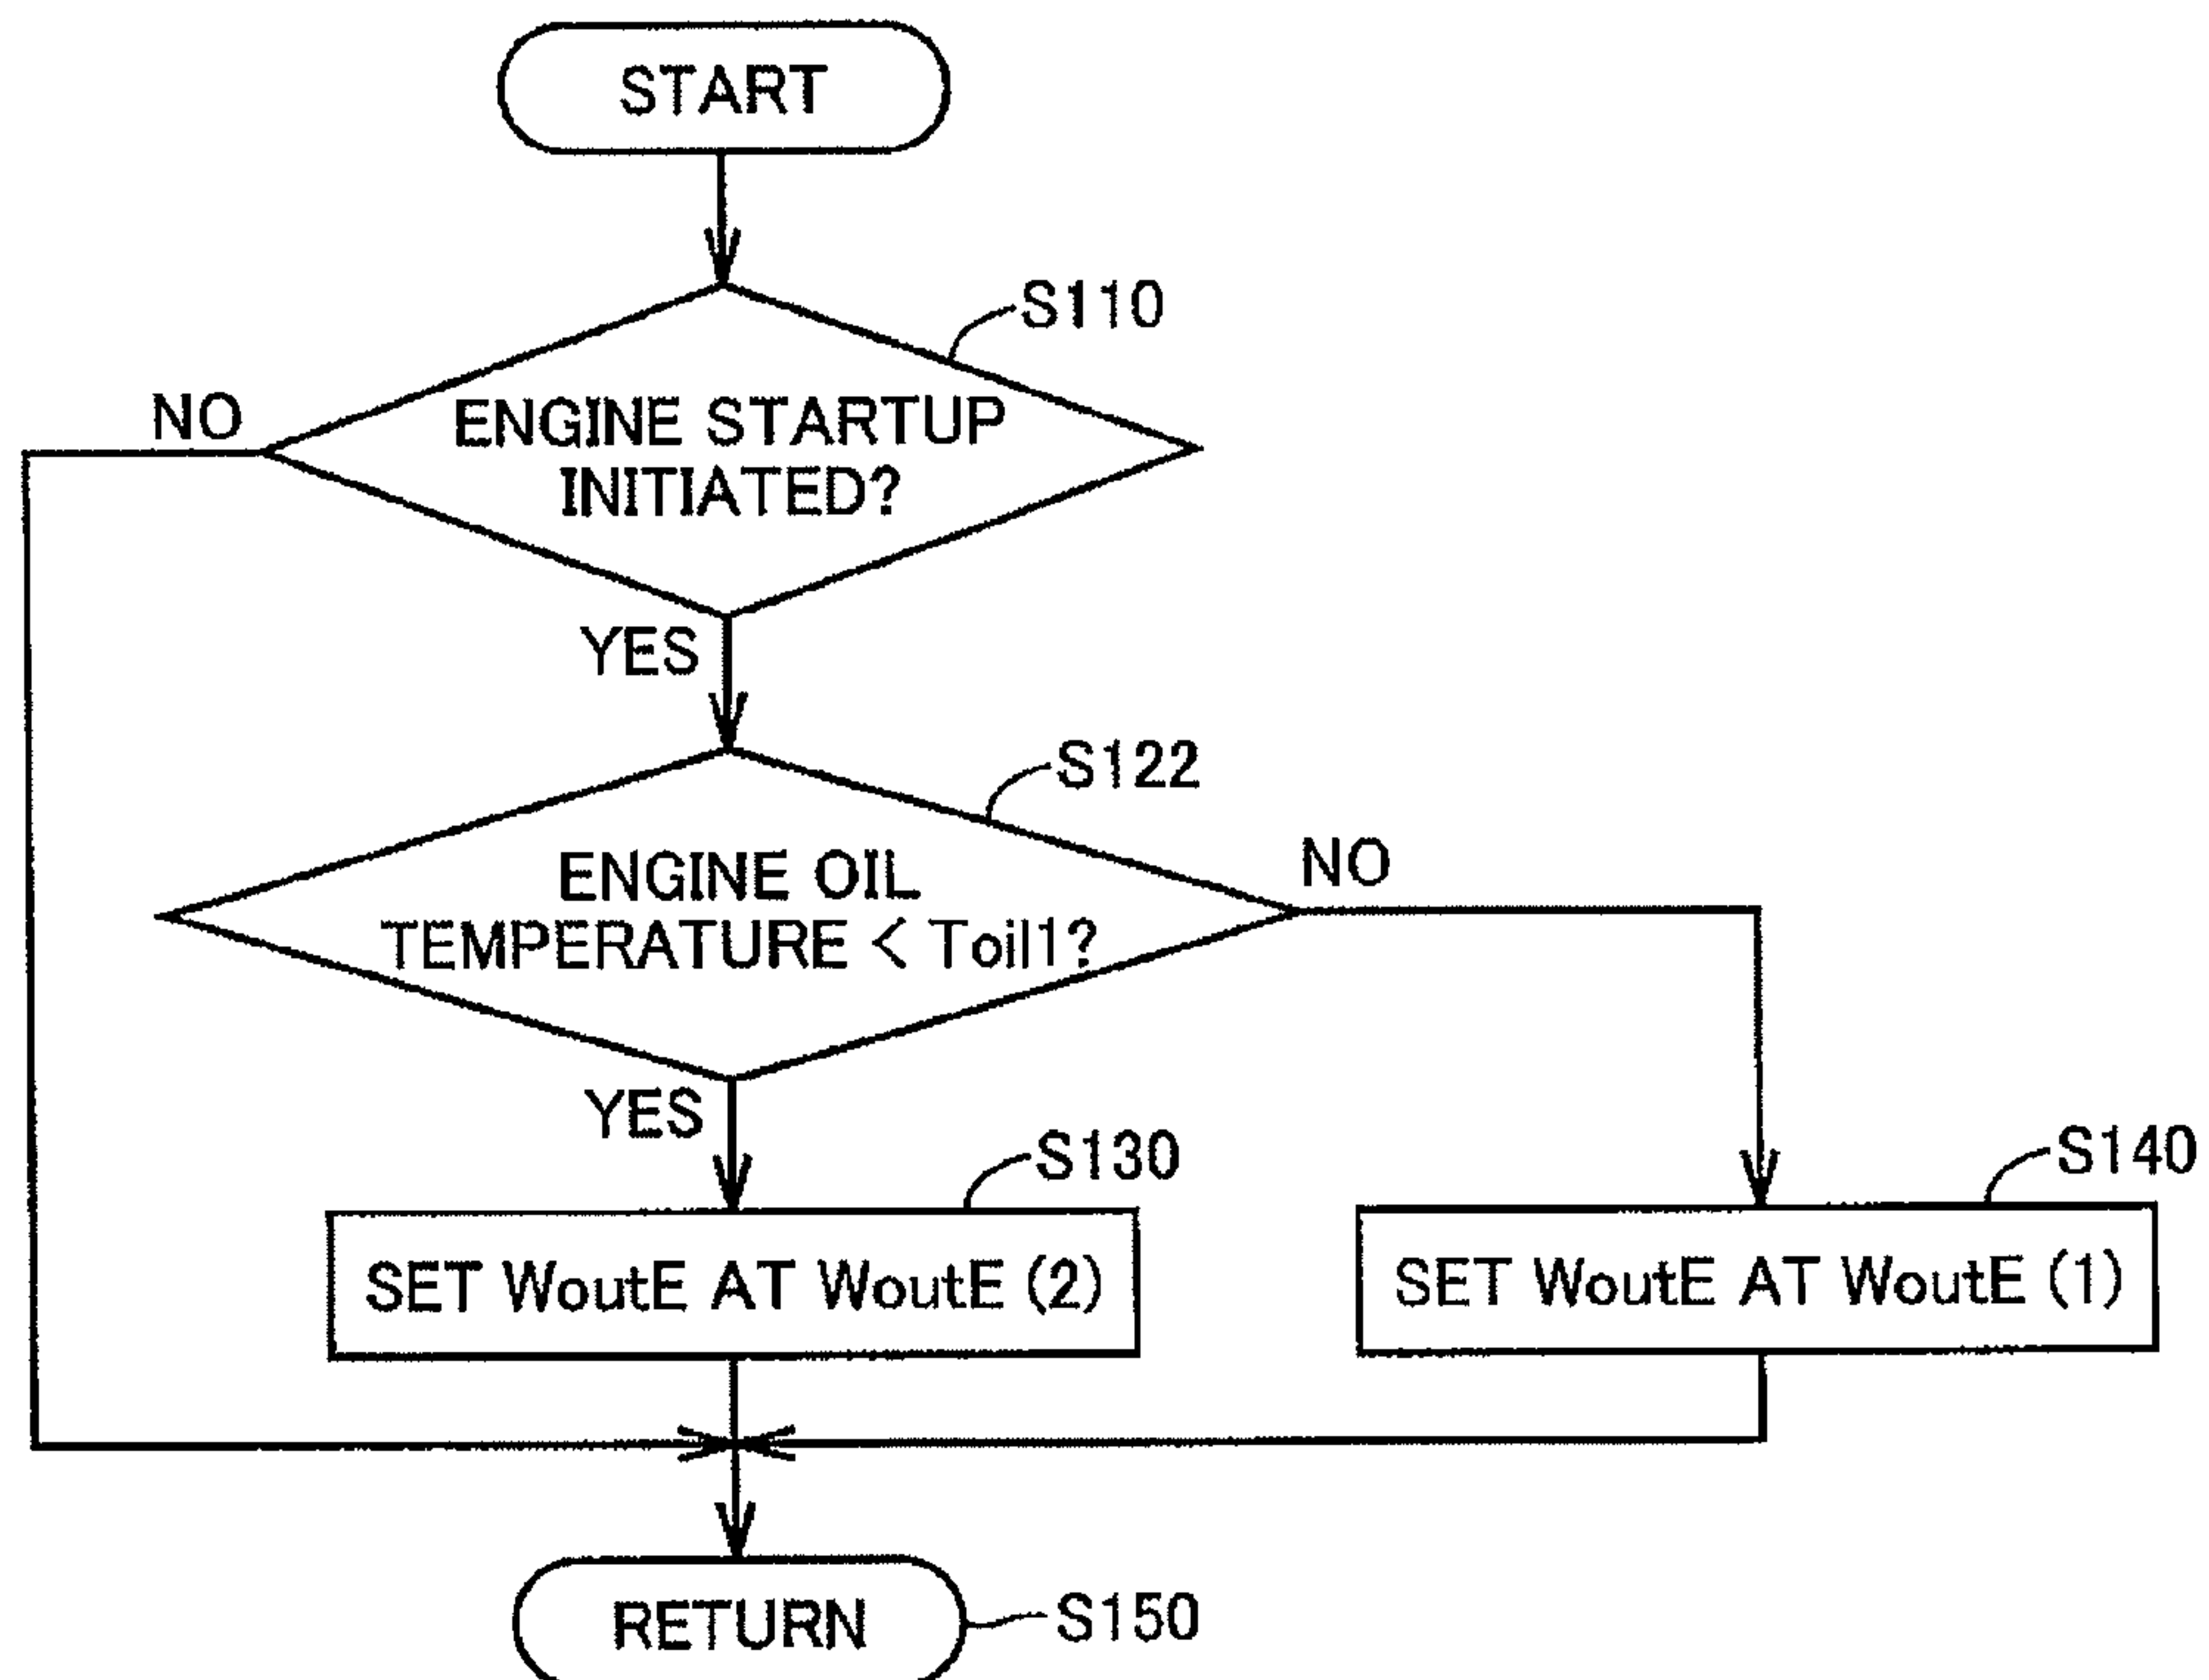 START
S110
NO
ENGINE STARTUP
INITIATED?
YES
S122
ENGINE OIL
TEMPERATURE < Toil1?
NO
YES
S130
S140
SET WoutE AT WoutE (2)
SET WoutE AT WoutE (1)
RETURN
S150